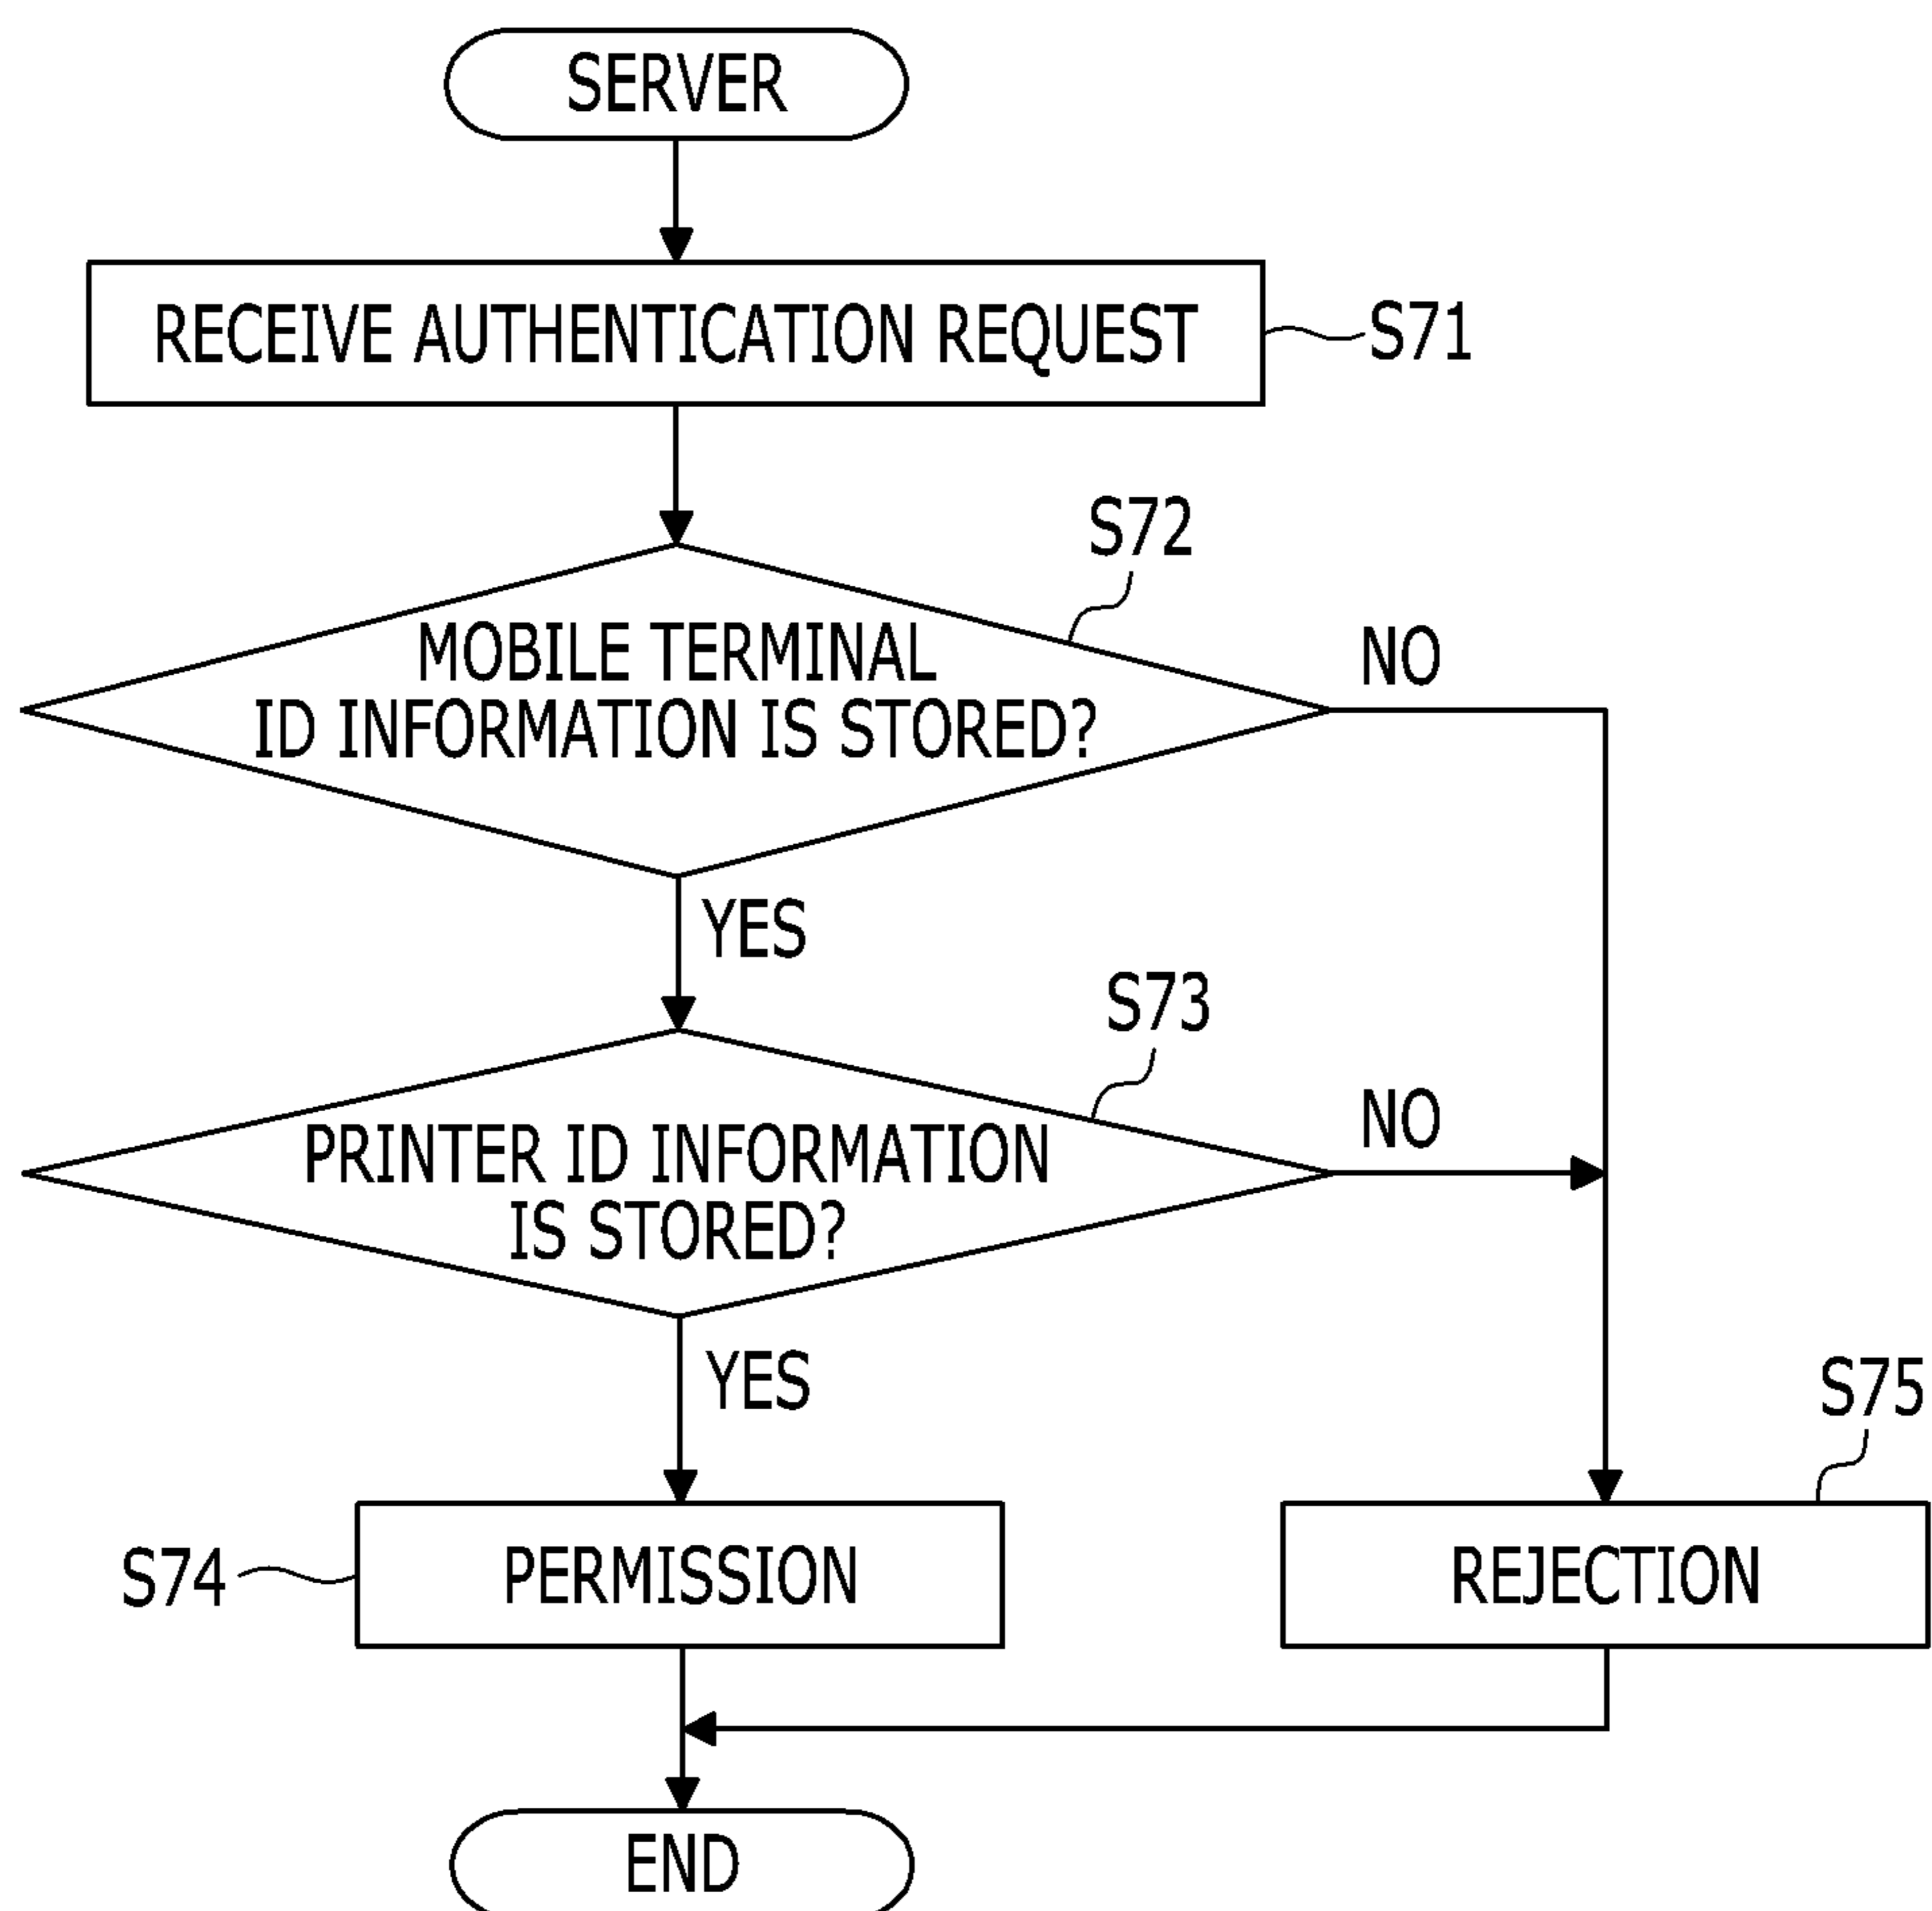 SERVER
RECEIVE AUTHENTICATION REQUEST
S71
S72
MOBILE TERMINAL
ID INFORMATION IS STORED?
NO
YES
S73
PRINTER ID INFORMATION
IS STORED?
NO
YES
S75
S74
PERMISSION
REJECTION
END